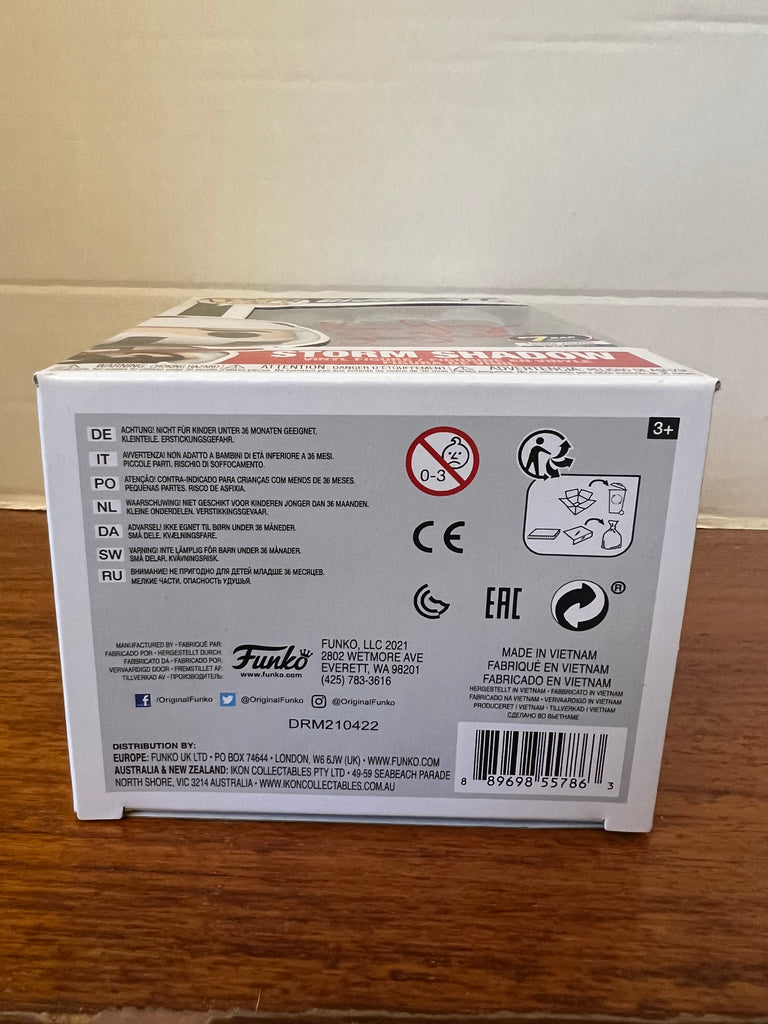 STORM SHADOW
WARNING: CHOKING HAZARD
ATTENTION: DANGER D'ÉTOUFFEMENT
3+
DE ACHTUNG! NICHT FÜR KINDER UNTER 36 MONATEN GEEIGNET.
KLEINTEILE. ERSTICKUNGSGEFAHR.
IT AVVERTENZA! NON ADATTO A BAMBINI DI ETÀ INFERIORE A 36 MESI.
PICCOLE PARTI. RISCHIO DI SOFFOCAMENTO.
PO ATENÇÃO! CONTRA-INDICADO PARA CRIANÇAS COM MENOS DE 36 MESES.
PEQUENAS PARTES. RISCO DE ASFIXIA.
NL WAARSCHUWING! NIET GESCHIKT VOOR KINDEREN JONGER DAN 36 MAANDEN.
KLEINE ONDERDELEN. VERSTIKKINGSGEVAAR.
DA ADVARSEL! IKKE EGNET TIL BØRN UNDER 36 MÅNEDER.
SMÅ DELE. KVÆLNINGSFARE.
SW VARNING! INTE LÄMPLIG FÖR BARN UNDER 36 MÅNADER.
SMÅ DELAR. KVÄVNINGSRISK.
RU ВНИМАНИЕ! НЕ ПРИГОДНО ДЛЯ ДЕТЕЙ МЛАДШЕ 36 МЕСЯЦЕВ.
МЕЛКИЕ ЧАСТИ. ОПАСНОСТЬ УДУШЬЯ.
0-3
CE
EAC
®
MANUFACTURED BY • FABRIQUÉ PAR:
FABRICADO POR • HERGESTELLT DURCH:
FABBRICATO DA • FABRICADO POR:
VERVAARDIGD DOOR • FREMSTILLET AF:
TILLVERKAD AV • ПРОИЗВОДИТЕЛЬ:
Funko
www.funko.com
FUNKO, LLC 2021
2802 WETMORE AVE
EVERETT, WA 98201
(425) 783-3616
/OriginalFunko @OriginalFunko @OriginalFunko
DRM210422
MADE IN VIETNAM
FABRIQUÉ EN VIETNAM
FABRICADO EN VIETNAM
HERGESTELLT IN VIETNAM • FABBRICATO IN VIETNAM
FABRICADO NA VIETNAM • VERVAARDIGD IN VIETNAM
PRODUCERET I VIETNAM • TILLVERKAD I VIETNAM
СДЕЛАНО ВО ВЬЕТНАМЕ
DISTRIBUTION BY:
EUROPE: FUNKO UK LTD • PO BOX 74644 • LONDON, W6 6JW (UK) • WWW.FUNKO.COM
AUSTRALIA & NEW ZEALAND: IKON COLLECTABLES PTY LTD • 49-59 SEABEACH PARADE
NORTH SHORE, VIC 3214 AUSTRALIA • WWW.IKONCOLLECTABLES.COM.AU
8 89698 55786 3